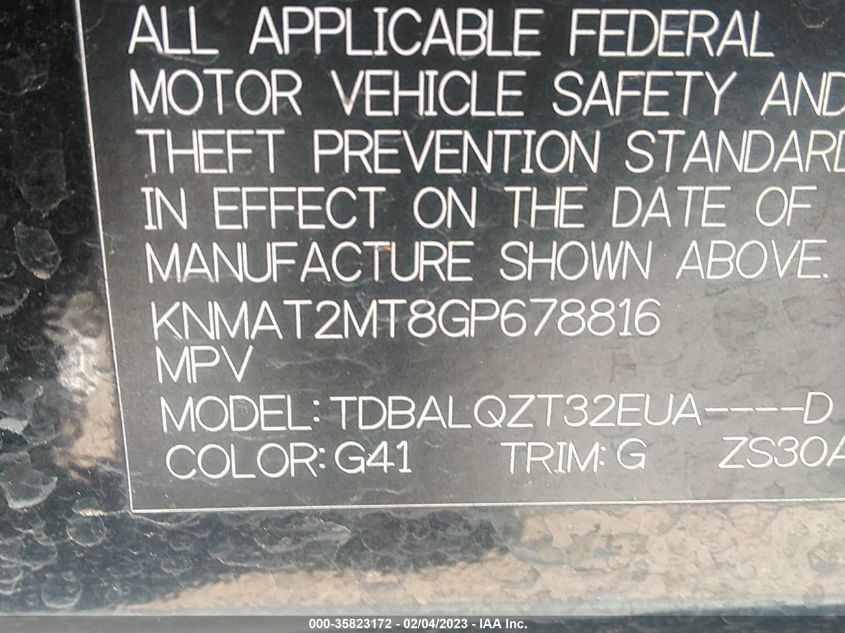 ALL APPLICABLE FEDERAL
MOTOR VEHICLE SAFETY AND
THEFT PREVENTION STANDARD
IN EFFECT ON THE DATE OF
MANUFACTURE SHOWN ABOVE.
KNMAT2MT8GP678816
MPV
MODEL: TDBALQZT32EUA----D
COLOR: G41 TRIM: G ZS30A
000-35823172 - 02/04/2023 - IAA Inc.